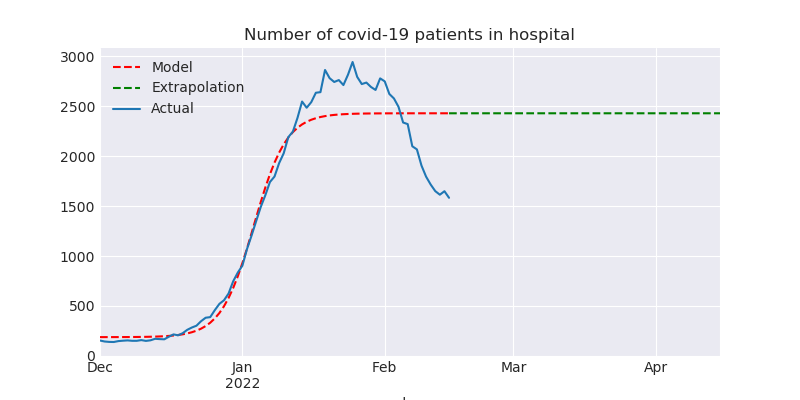 Number of covid-19 patients in hospital
3000
2500
2000
1500
1000
500
0
Model
Extrapolation
Actual
Dec
Jan
2022
Feb
Mar
Apr